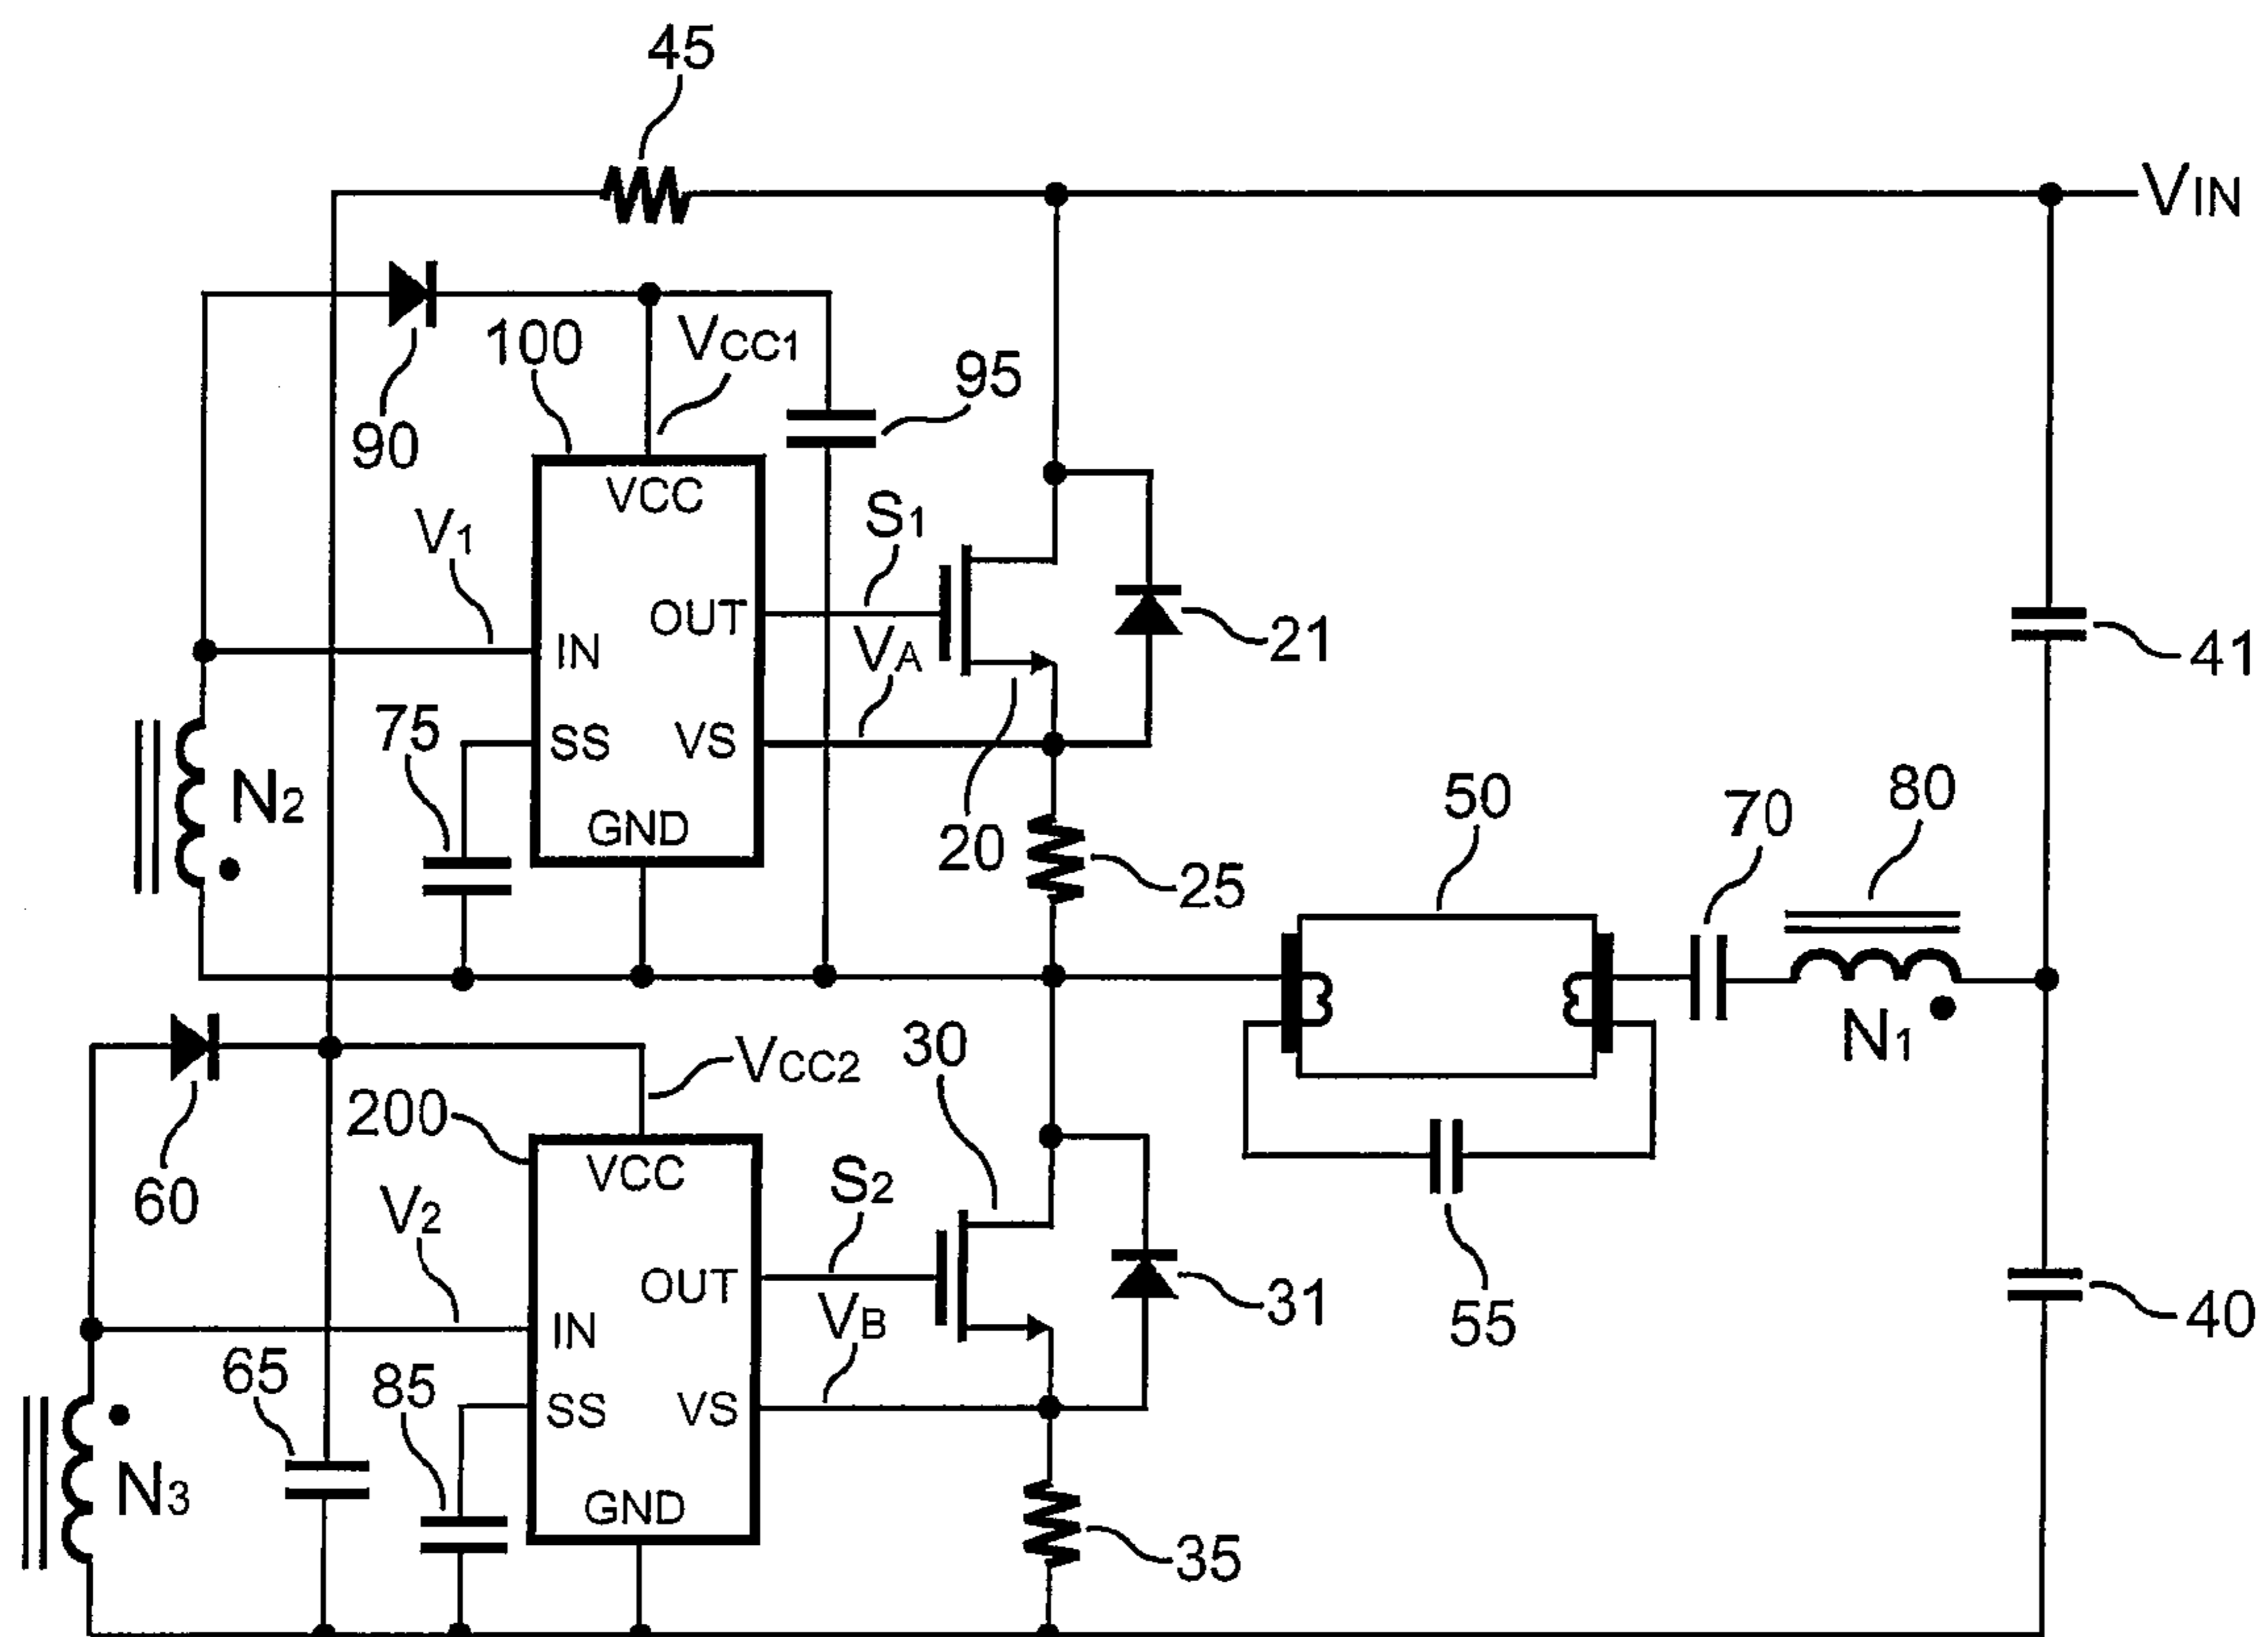 45
VIN
90
100
VCC1
95
VCC
V1
S1
OUT
VA
IN
21
41
75
SS
VS
N2
GND
20
25
50
70
80
N1
60
200
VCC2
30
VCC
V2
S2
OUT
VB
IN
31
55
40
65
85
SS
VS
N3
GND
35